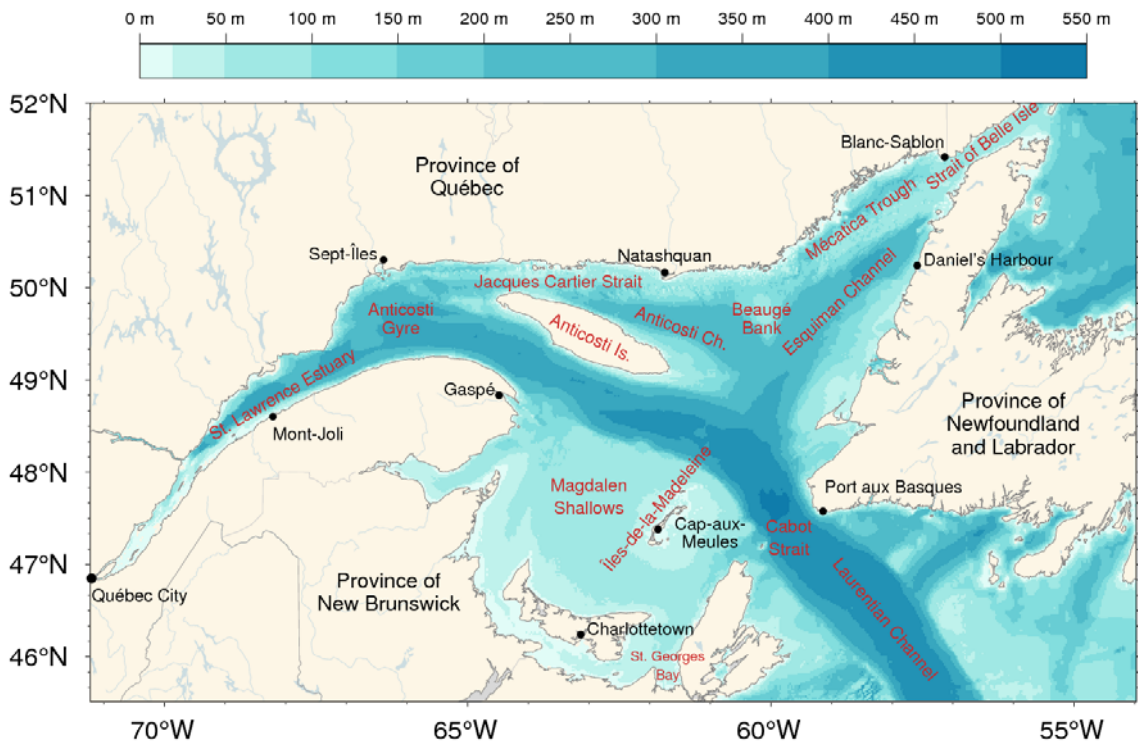 0 m 50 m 100 m 150 m 200 m 250 m 300 m 350 m 400 m 450 m 500 m 550 m
52°N
51°N
50°N
49°N
48°N
47°N
46°N
70°W 65°W 60°W 55°W
Blanc-Sablon
Strait of Belle Isle
Province of
Québec
Mécatica Trough
Sept-Îles
Natashquan
Daniel's Harbour
Jacques Cartier Strait
Esquiman Channel
Anticosti
Gyre
Anticosti Is.
Anticosti Ch.
Beaugé
Bank
St. Lawrence Estuary
Gaspé
Mont-Joli
Province of
Newfoundland
and Labrador
Magdalen
Shallows
Îles-de-la-Madeleine
Port aux Basques
Cap-aux-
Meules
Cabot
Strait
Laurentian Channel
Québec City
Province of
New Brunswick
Charlottetown
St. Georges
Bay